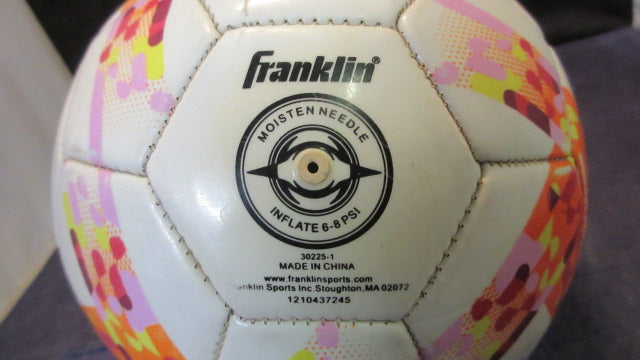 Franklin®
MOISTEN NEEDLE
INFLATE 6-8 PSI
30225-1
MADE IN CHINA
www.franklinsports.com
Sports Inc. Stoughton, MA 02072
1210437245